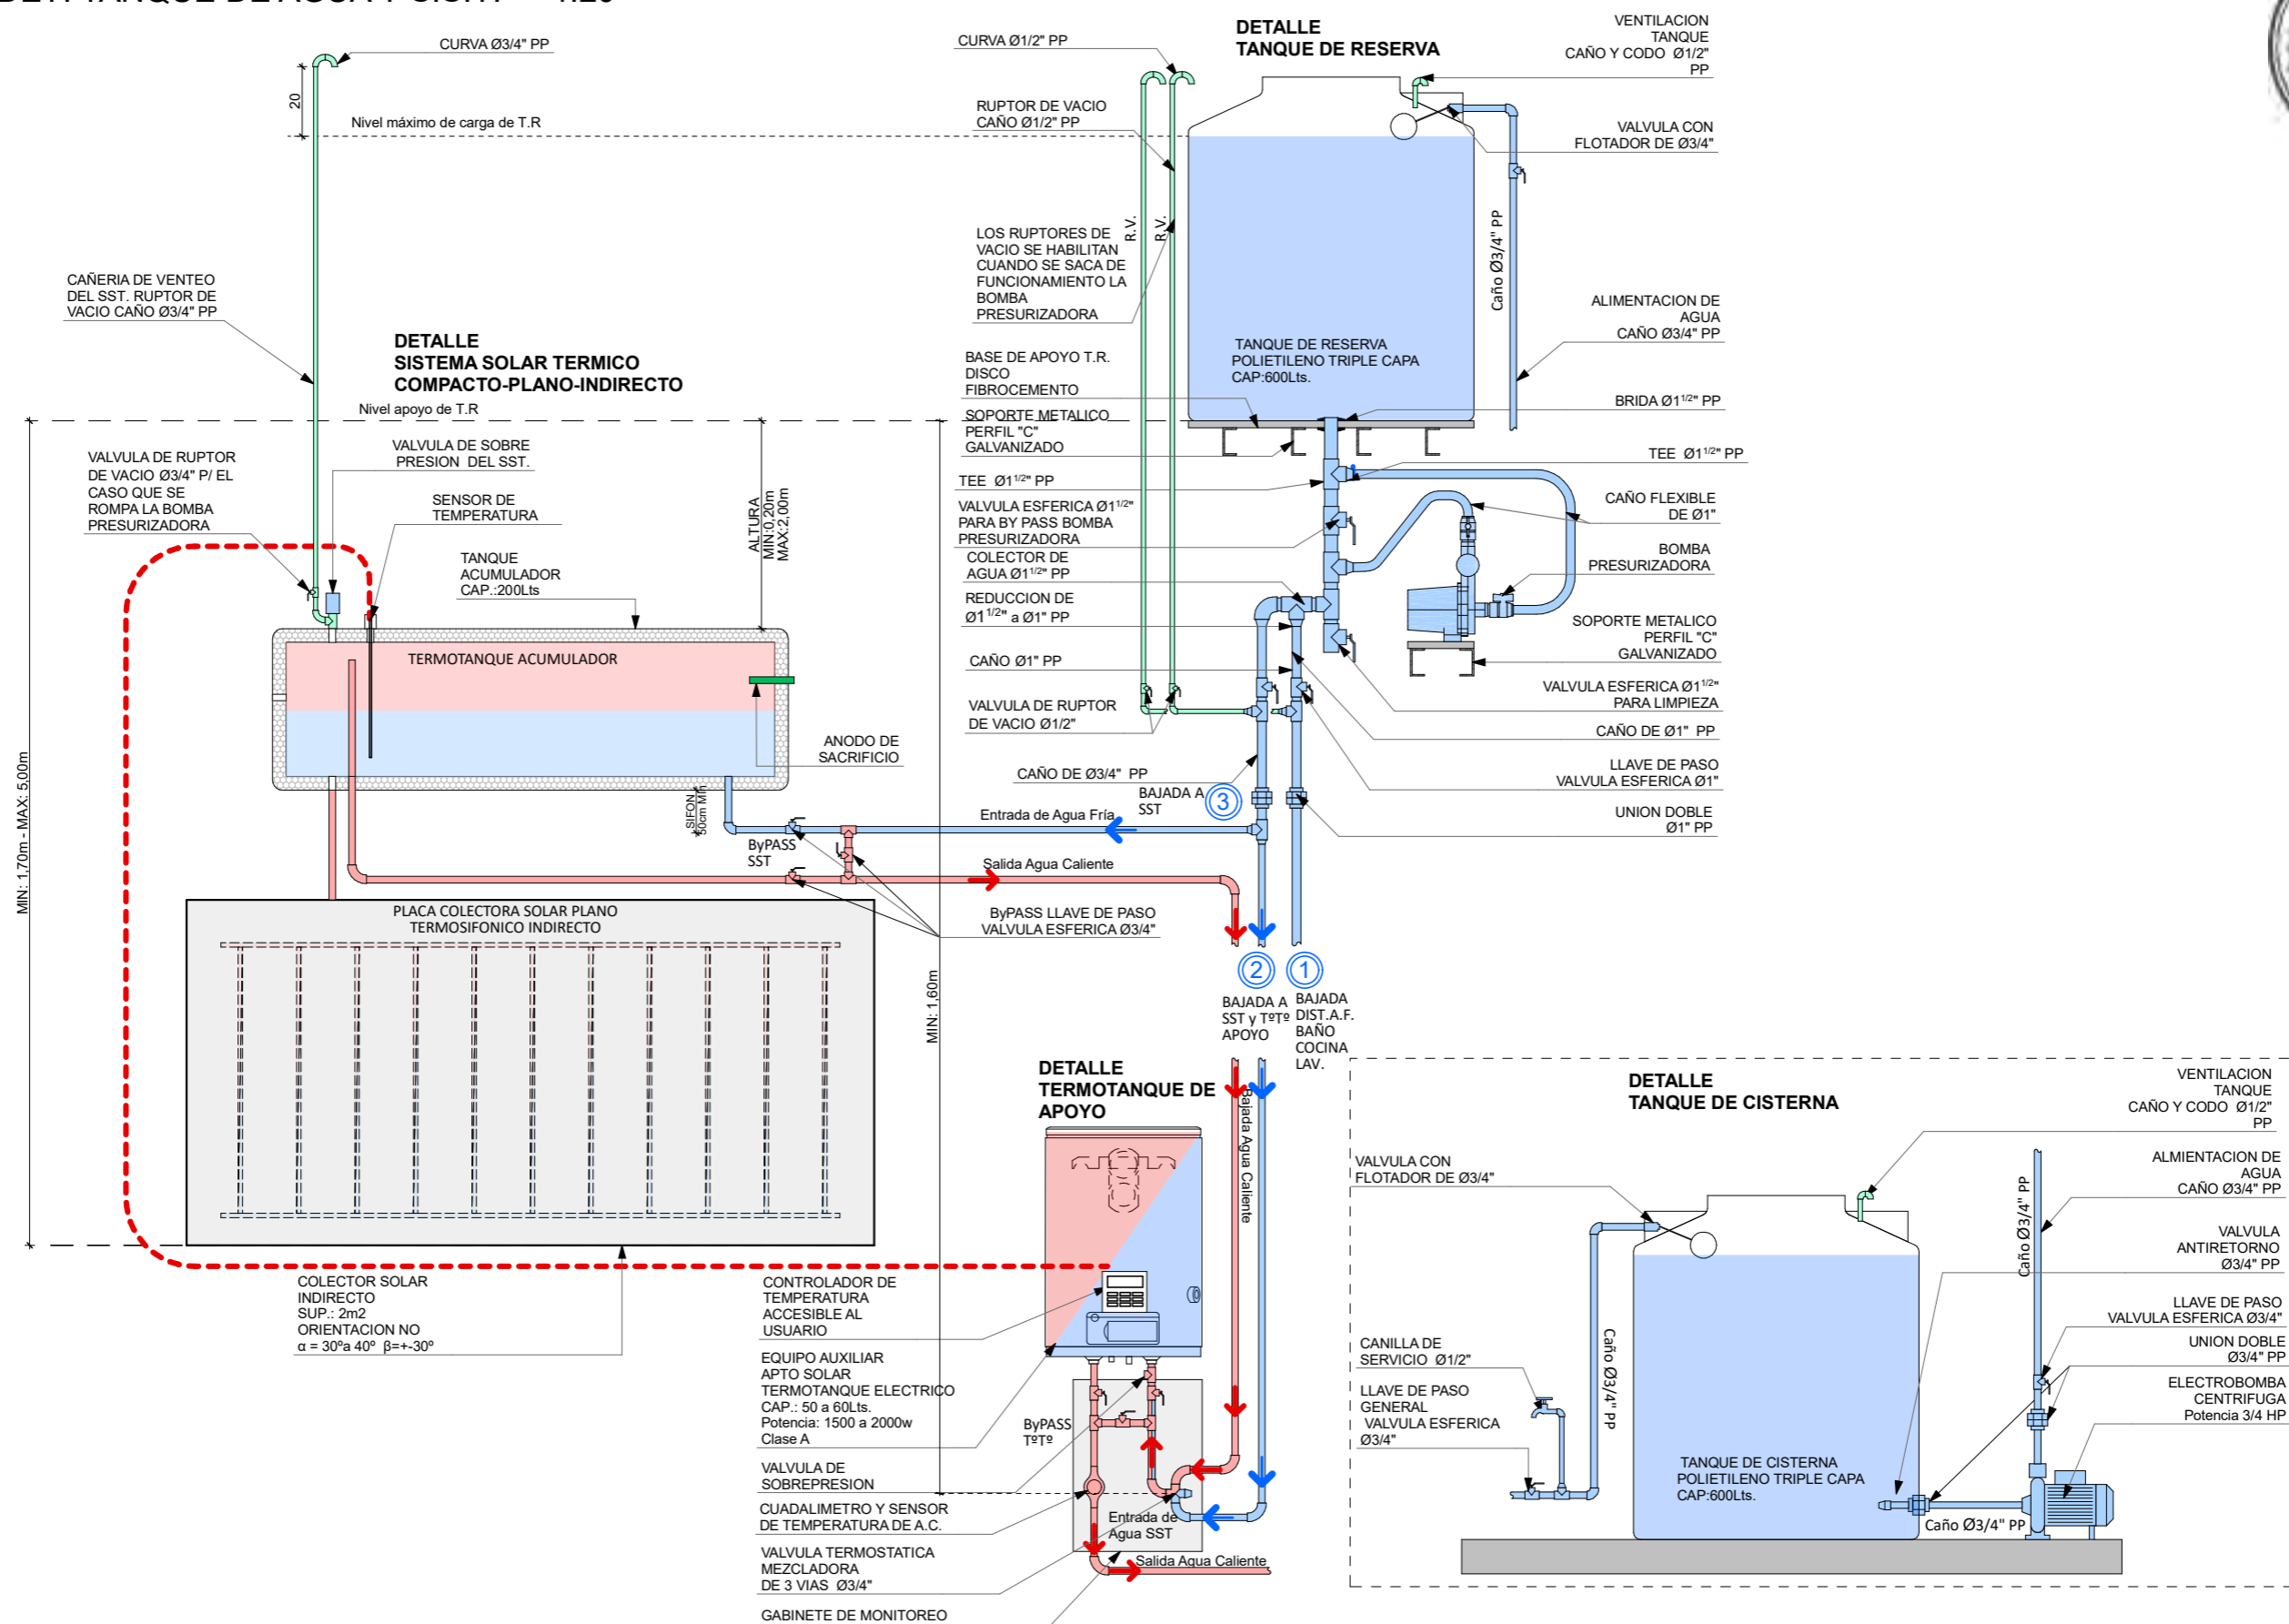 CURVA Ø3/4" PP
20
Nivel máximo de carga de T.R
CAÑERIA DE VENTEO
DEL SST. RUPTOR DE
VACIO CAÑO Ø3/4" PP
DETALLE
SISTEMA SOLAR TERMICO
COMPACTO-PLANO-INDIRECTO
Nivel apoyo de T.R
VALVULA DE RUPTOR
DE VACIO Ø3/4" P/ EL
CASO QUE SE
ROMPA LA BOMBA
PRESURIZADORA
VALVULA DE SOBRE
PRESION DEL SST.
SENSOR DE
TEMPERATURA
TANQUE
ACUMULADOR
CAP.:200Lts
ALTURA
MIN:0,20m
MAX:2,00m
TERMOTANQUE ACUMULADOR
ANODO DE
SACRIFICIO
SIFON
50cm Min
MIN: 1,70m - MAX: 5,00m
ByPASS
SST
Entrada de Agua Fría
Salida Agua Caliente
ByPASS LLAVE DE PASO
VALVULA ESFERICA Ø3/4"
MIN: 1,60m
PLACA COLECTORA SOLAR PLANO
TERMOSIFONICO INDIRECTO
COLECTOR SOLAR
INDIRECTO
SUP.: 2m2
ORIENTACION NO
α = 30ºa 40º β=+-30º
DETALLE
TANQUE DE RESERVA
CURVA Ø1/2" PP
RUPTOR DE VACIO
CAÑO Ø1/2" PP
R.V.
R.V.
LOS RUPTORES DE
VACIO SE HABILITAN
CUANDO SE SACA DE
FUNCIONAMIENTO LA
BOMBA
PRESURIZADORA
BASE DE APOYO T.R.
DISCO
FIBROCEMENTO
SOPORTE METALICO
PERFIL "C"
GALVANIZADO
TEE Ø1 1/2" PP
VALVULA ESFERICA Ø1 1/2"
PARA BY PASS BOMBA
PRESURIZADORA
COLECTOR DE
AGUA Ø1 1/2" PP
REDUCCION DE
Ø1 1/2" a Ø1" PP
CAÑO Ø1" PP
VALVULA DE RUPTOR
DE VACIO Ø1/2"
CAÑO DE Ø3/4" PP
BAJADA A
SST
3
TANQUE DE RESERVA
POLIETILENO TRIPLE CAPA
CAP:600Lts.
VENTILACION
TANQUE
CAÑO Y CODO Ø1/2"
PP
VALVULA CON
FLOTADOR DE Ø3/4"
Caño Ø3/4" PP
ALIMENTACION DE
AGUA
CAÑO Ø3/4" PP
BRIDA Ø1 1/2" PP
TEE Ø1 1/2" PP
CAÑO FLEXIBLE
DE Ø1"
BOMBA
PRESURIZADORA
SOPORTE METALICO
PERFIL "C"
GALVANIZADO
VALVULA ESFERICA Ø1 1/2"
PARA LIMPIEZA
CAÑO DE Ø1" PP
LLAVE DE PASO
VALVULA ESFERICA Ø1"
UNION DOBLE
Ø1" PP
2
BAJADA A
SST y TºTº
APOYO
1
BAJADA
DIST.A.F.
BAÑO
COCINA
LAV.
DETALLE
TERMOTANQUE DE
APOYO
Bajada Agua Caliente
CONTROLADOR DE
TEMPERATURA
ACCESIBLE AL
USUARIO
EQUIPO AUXILIAR
APTO SOLAR
TERMOTANQUE ELECTRICO
CAP.: 50 a 60Lts.
Potencia: 1500 a 2000w
Clase A
VALVULA DE
SOBREPRESION
CUADALIMETRO Y SENSOR
DE TEMPERATURA DE A.C.
VALVULA TERMOSTATICA
MEZCLADORA
DE 3 VIAS Ø3/4"
GABINETE DE MONITOREO
ByPASS
TºTº
Entrada de
Agua SST
Salida Agua Caliente
DETALLE
TANQUE DE CISTERNA
VALVULA CON
FLOTADOR DE Ø3/4"
CANILLA DE
SERVICIO Ø1/2"
LLAVE DE PASO
GENERAL
VALVULA ESFERICA
Ø3/4"
Caño Ø3/4" PP
TANQUE DE CISTERNA
POLIETILENO TRIPLE CAPA
CAP:600Lts.
Caño Ø3/4" PP
Caño Ø3/4" PP
VENTILACION
TANQUE
CAÑO Y CODO Ø1/2"
PP
ALMIENTACION DE
AGUA
CAÑO Ø3/4" PP
VALVULA
ANTIRETORNO
Ø3/4" PP
LLAVE DE PASO
VALVULA ESFERICA Ø3/4"
UNION DOBLE
Ø3/4" PP
ELECTROBOMBA
CENTRIFUGA
Potencia 3/4 HP